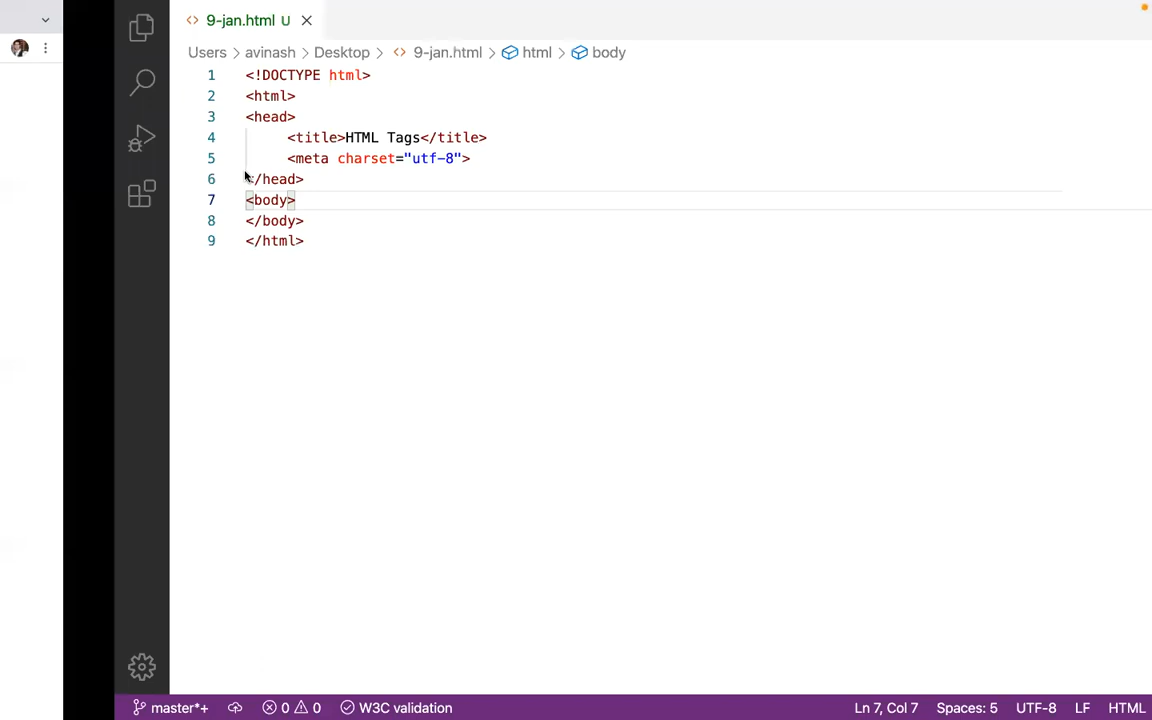 9-jan.html U
Users > avinash > Desktop > 9-jan.html > html > body
1 <!DOCTYPE html>
2 <html>
3 <head>
4 <title>HTML Tags</title>
5 <meta charset="utf-8">
6 </head>
7 <body>
8 </body>
9 </html>
master*+ 0 0 W3C validation Ln 7, Col 7 Spaces: 5 UTF-8 LF HTML